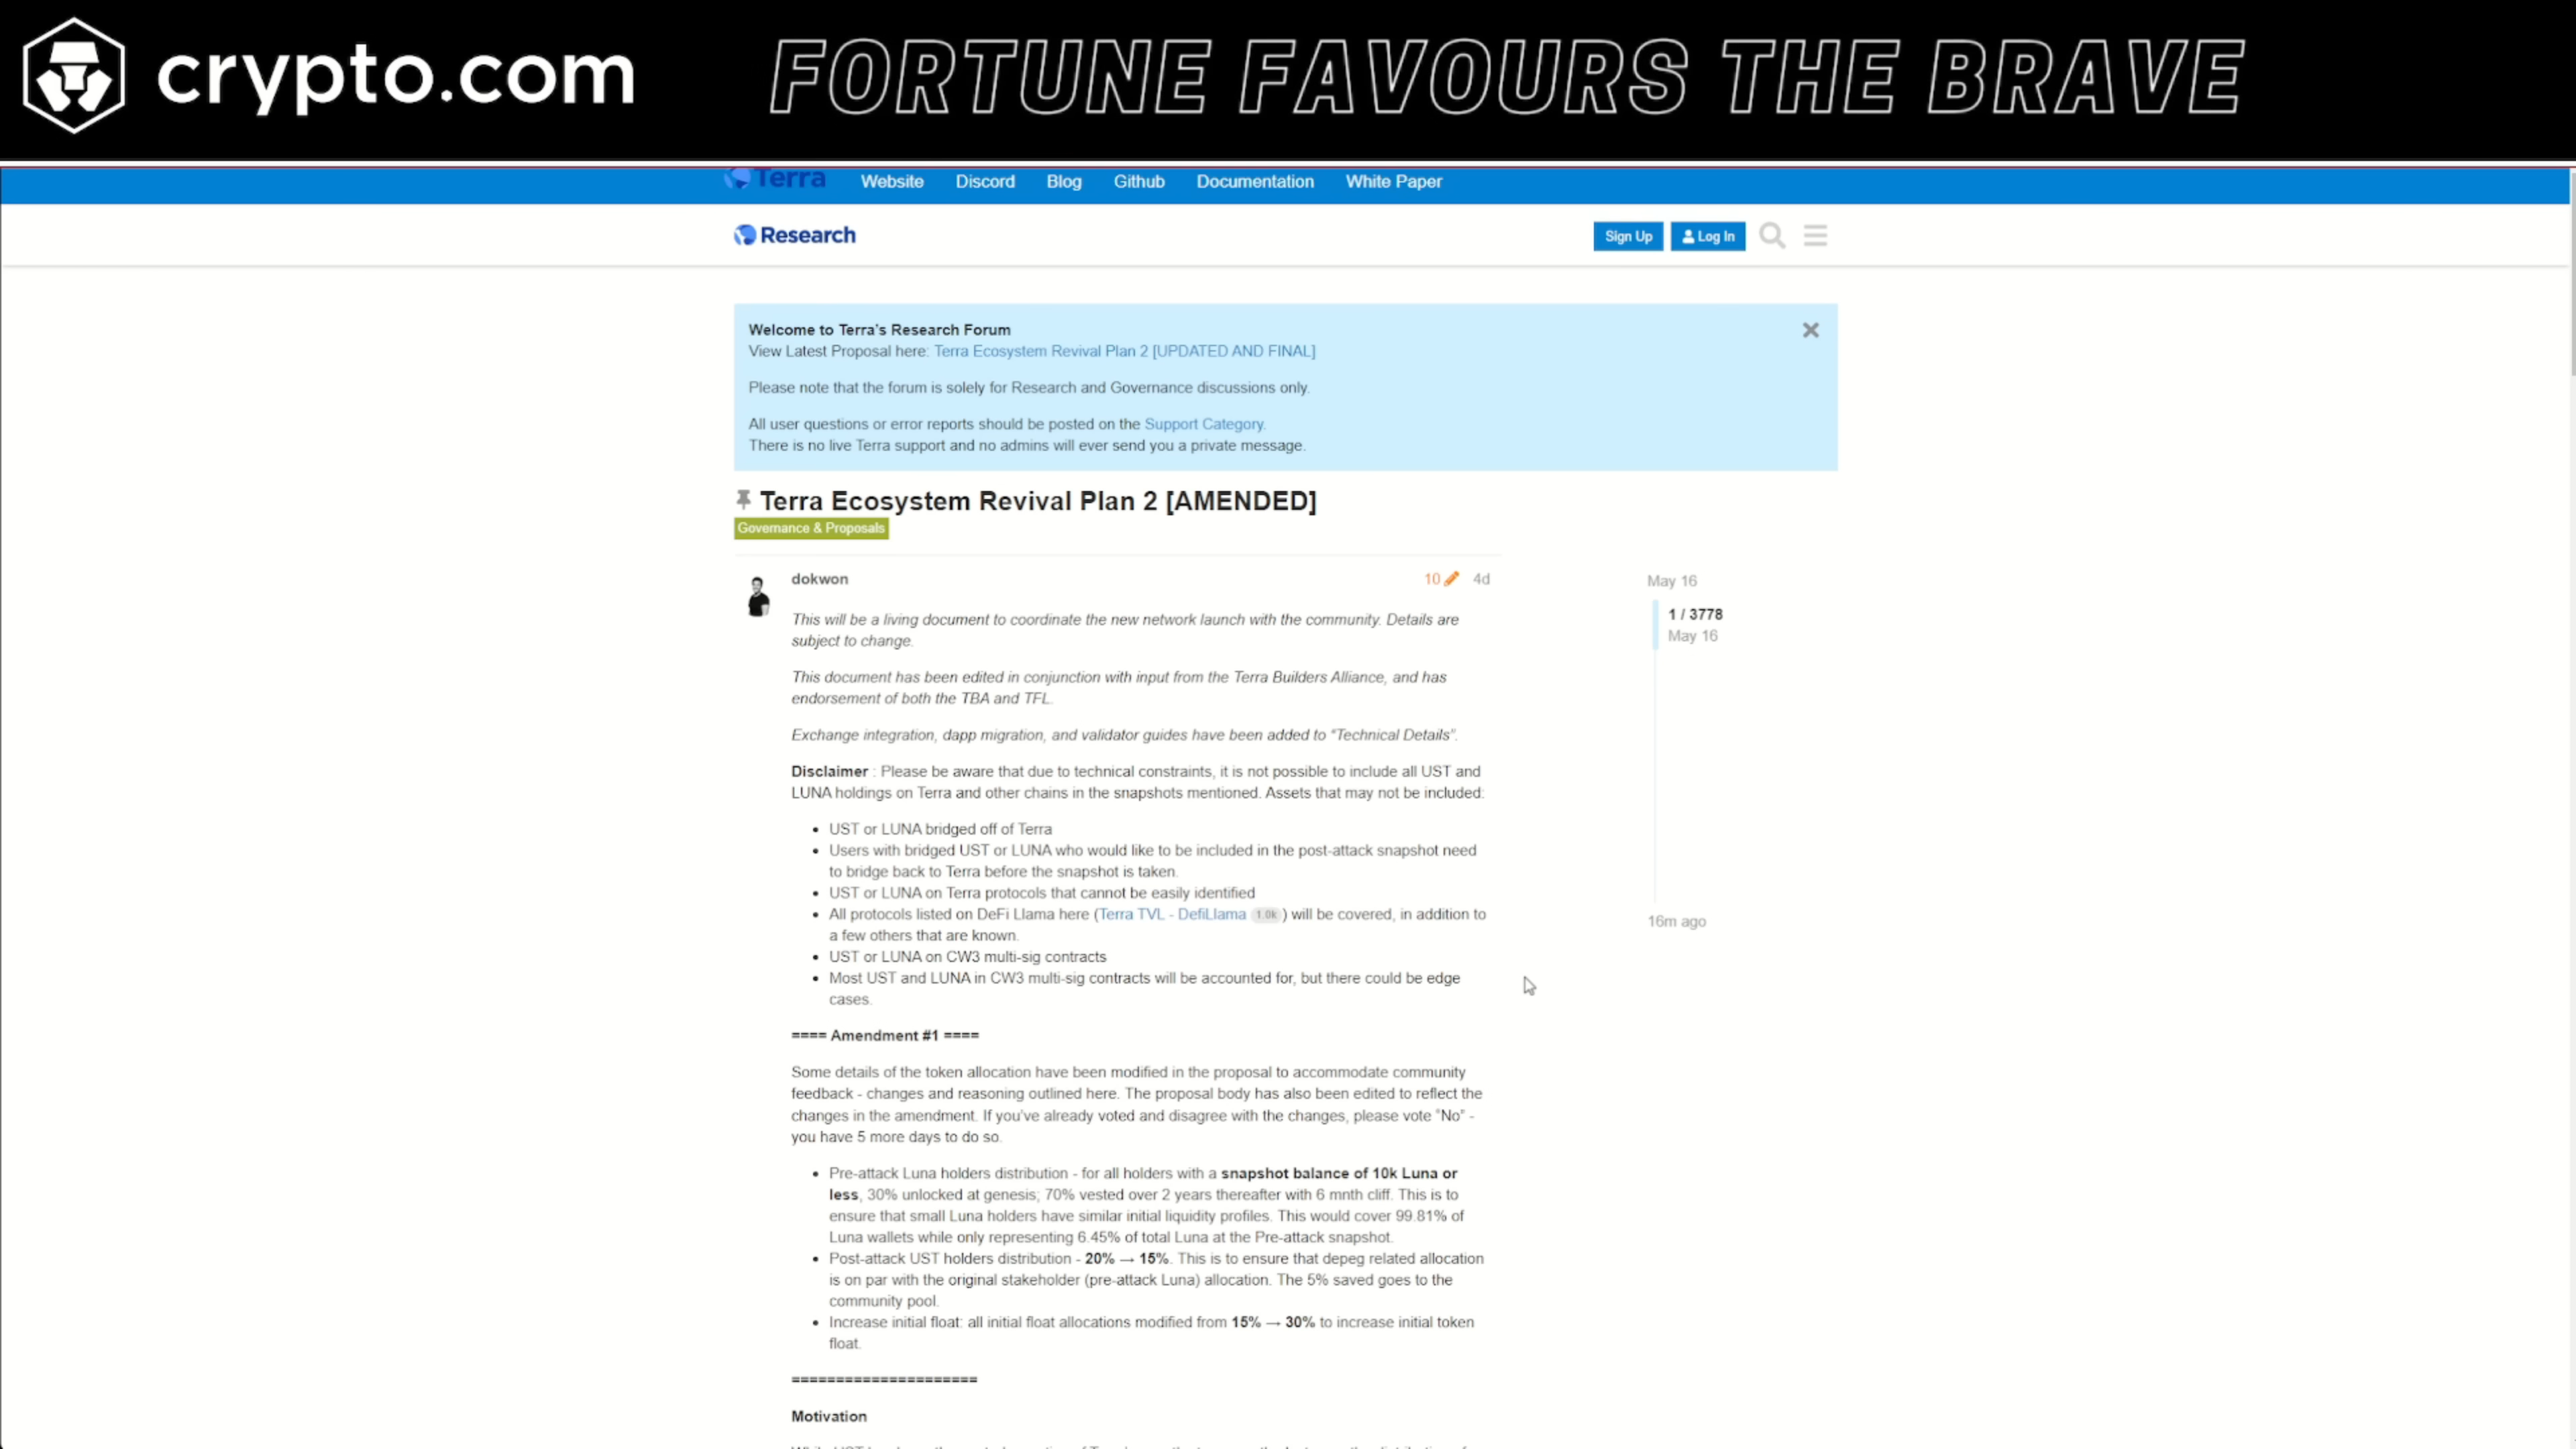 crypto.com
FORTUNE FAVOURS THE BRAVE
Terra Website Discord Blog Github Documentation White Paper
Research
Sign Up Log In
Welcome to Terra's Research Forum
View Latest Proposal here: Terra Ecosystem Revival Plan 2 [UPDATED AND FINAL]
Please note that the forum is solely for Research and Governance discussions only.
All user questions or error reports should be posted on the Support Category.
There is no live Terra support and no admins will ever send you a private message.
Terra Ecosystem Revival Plan 2 [AMENDED]
Governance & Proposals
dokwon
10 4d
This will be a living document to coordinate the new network launch with the community. Details are
subject to change.
This document has been edited in conjunction with input from the Terra Builders Alliance, and has
endorsement of both the TBA and TFL.
Exchange integration, dapp migration, and validator guides have been added to “Technical Details”.
Disclaimer : Please be aware that due to technical constraints, it is not possible to include all UST and
LUNA holdings on Terra and other chains in the snapshots mentioned. Assets that may not be included:
• UST or LUNA bridged off of Terra
• Users with bridged UST or LUNA who would like to be included in the post-attack snapshot need
to bridge back to Terra before the snapshot is taken.
• UST or LUNA on Terra protocols that cannot be easily identified
• All protocols listed on DeFi Llama here (Terra TVL - DefiLlama 1.0k ) will be covered, in addition to
a few others that are known.
• UST or LUNA on CW3 multi-sig contracts
• Most UST and LUNA in CW3 multi-sig contracts will be accounted for, but there could be edge
cases.
==== Amendment #1 ====
Some details of the token allocation have been modified in the proposal to accommodate community
feedback - changes and reasoning outlined here. The proposal body has also been edited to reflect the
changes in the amendment. If you’ve already voted and disagree with the changes, please vote “No” -
you have 5 more days to do so.
• Pre-attack Luna holders distribution - for all holders with a snapshot balance of 10k Luna or
less, 30% unlocked at genesis; 70% vested over 2 years thereafter with 6 mnth cliff. This is to
ensure that small Luna holders have similar initial liquidity profiles. This would cover 99.81% of
Luna wallets while only representing 6.45% of total Luna at the Pre-attack snapshot.
• Post-attack UST holders distribution - 20% → 15%. This is to ensure that depeg related allocation
is on par with the original stakeholder (pre-attack Luna) allocation. The 5% saved goes to the
community pool.
• Increase initial float: all initial float allocations modified from 15% → 30% to increase initial token
float.
=====================
Motivation
May 16
1 / 3778
May 16
16m ago